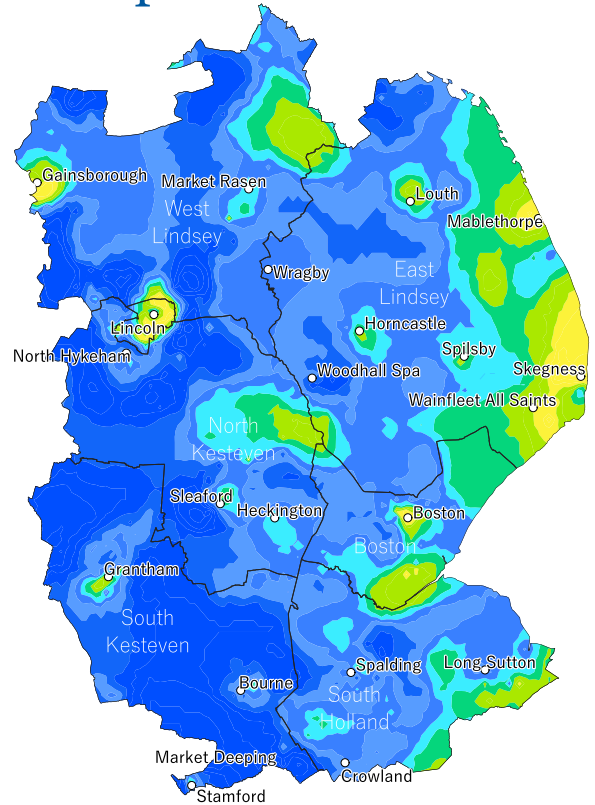 Gainsborough
Market Rasen
West
Lindsey
Louth
Mablethorpe
Wragby
East
Lindsey
Lincoln
Horncastle
North Hykeham
Spilsby
Woodhall Spa
Skegness
Wainfleet All Saints
North
Kesteven
Sleaford
Heckington
Boston
Boston
Grantham
South
Kesteven
Spalding
Long Sutton
Bourne
South
Holland
Market Deeping
Crowland
Stamford